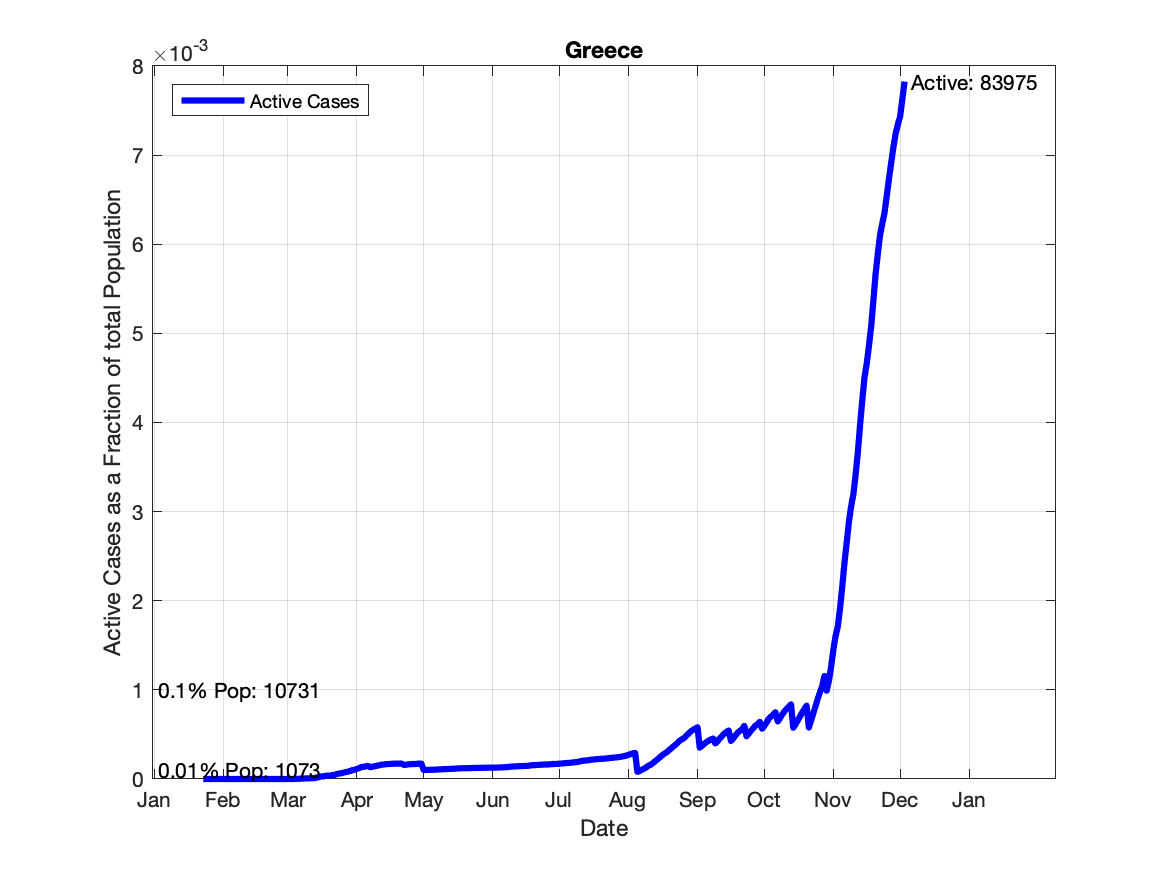 Greece
×10-3
8
Active Cases
Active: 83975
7
6
5
4
3
2
1
0.1% Pop: 10731
0
0.01% Pop: 1073
Active Cases as a Fraction of total Population
Jan Feb Mar Apr May Jun Jul Aug Sep Oct Nov Dec Jan
Date